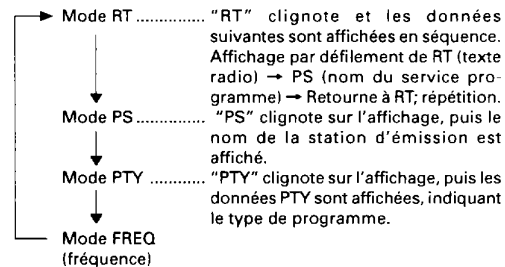 Mode RT .............. "RT" clignote et les données
suivantes sont affichées en séquence.
Affichage par défilement de RT (texte
radio) → PS (nom du service pro-
gramme) → Retourne à RT; répétition.
Mode PS .............. "PS" clignote sur l'affichage, puis le
nom de la station d'émission est
affiché.
Mode PTY ............. "PTY" clignote sur l'affichage, puis les
données PTY sont affichées, indiquant
le type de programme.
Mode FREQ
(fréquence)